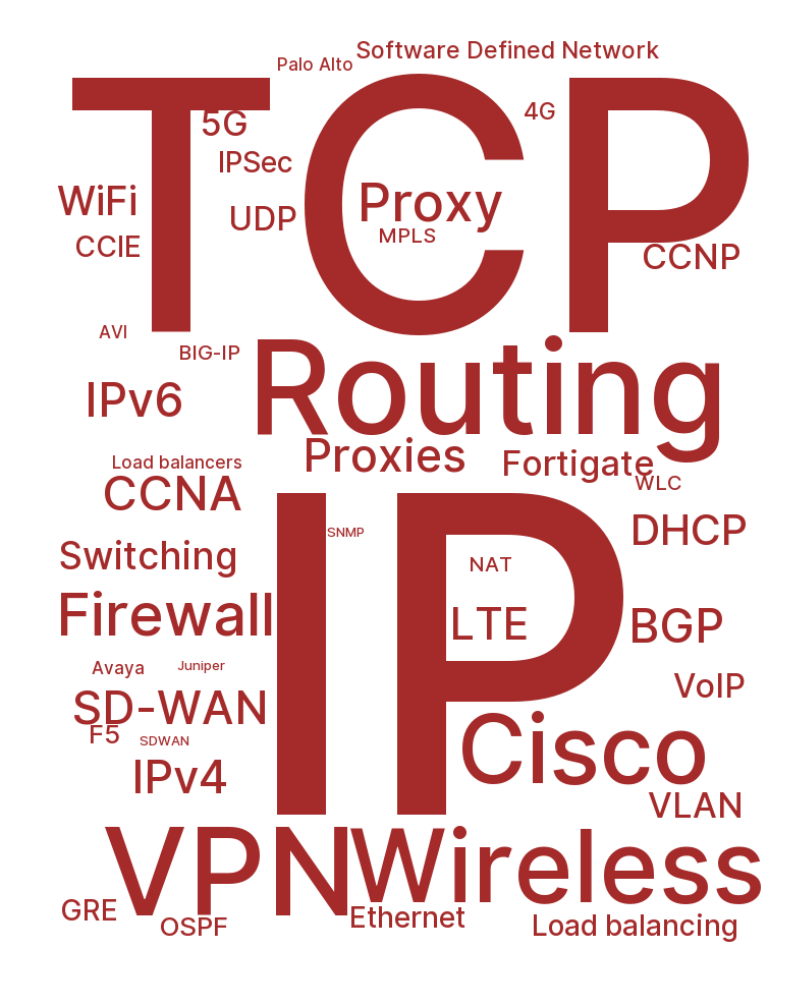 Software Defined Network
Palo Alto
TCP
5G
4G
IPSec
WiFi
Proxy
UDP
MPLS
CCIE
CCNP
AVI
BIG-IP
Routing
IPv6
Proxies
Load balancers
Fortigate
WLC
CCNA
IP
SNMP
DHCP
Switching
NAT
Firewall
LTE
BGP
Avaya
Juniper
VoIP
SD-WAN
F5
SDWAN
Cisco
IPv4
VLAN
VPN
Wireless
GRE
Ethernet
OSPF
Load balancing